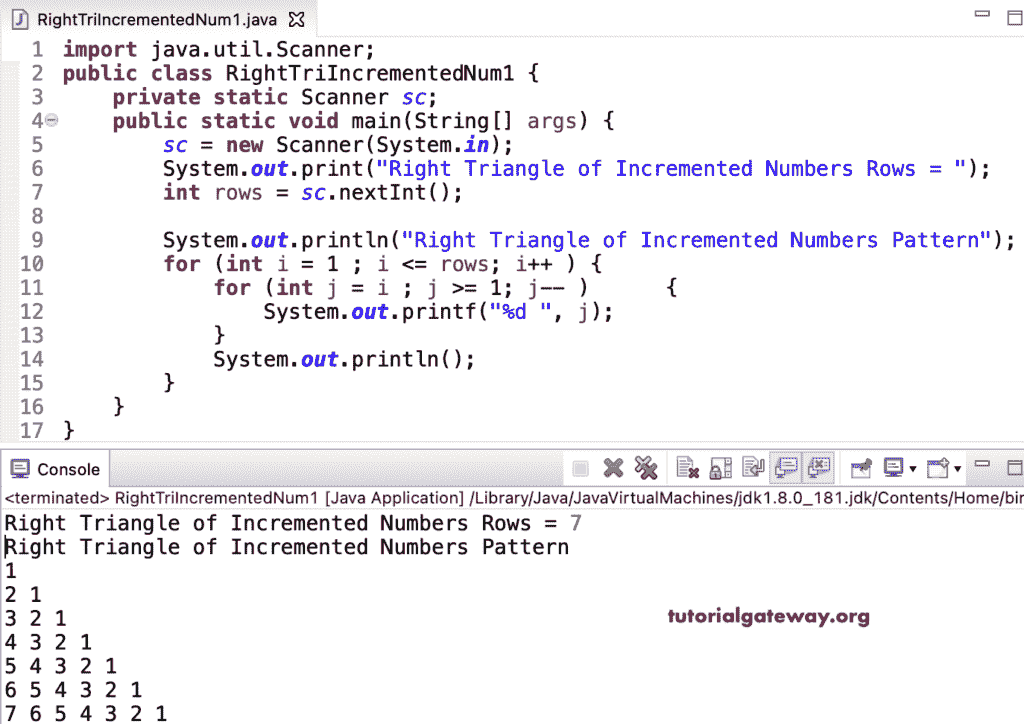 RightTriIncrementedNum1.java
1 import java.util.Scanner;
2 public class RightTriIncrementedNum1 {
3     private static Scanner sc;
4     public static void main(String[] args) {
5         sc = new Scanner(System.in);
6         System.out.print("Right Triangle of Incremented Numbers Rows = ");
7         int rows = sc.nextInt();
8
9         System.out.println("Right Triangle of Incremented Numbers Pattern");
10         for (int i = 1 ; i <= rows; i++ ) {
11             for (int j = i ; j >= 1; j-- )      {
12                 System.out.printf("%d ", j);
13             }
14             System.out.println();
15         }
16     }
17 }
Console
<terminated> RightTriIncrementedNum1 [Java Application] /Library/Java/JavaVirtualMachines/jdk1.8.0_181.jdk/Contents/Home/bin
Right Triangle of Incremented Numbers Rows = 7
Right Triangle of Incremented Numbers Pattern
1
2 1
3 2 1
tutorialgateway.org
4 3 2 1
5 4 3 2 1
6 5 4 3 2 1
7 6 5 4 3 2 1